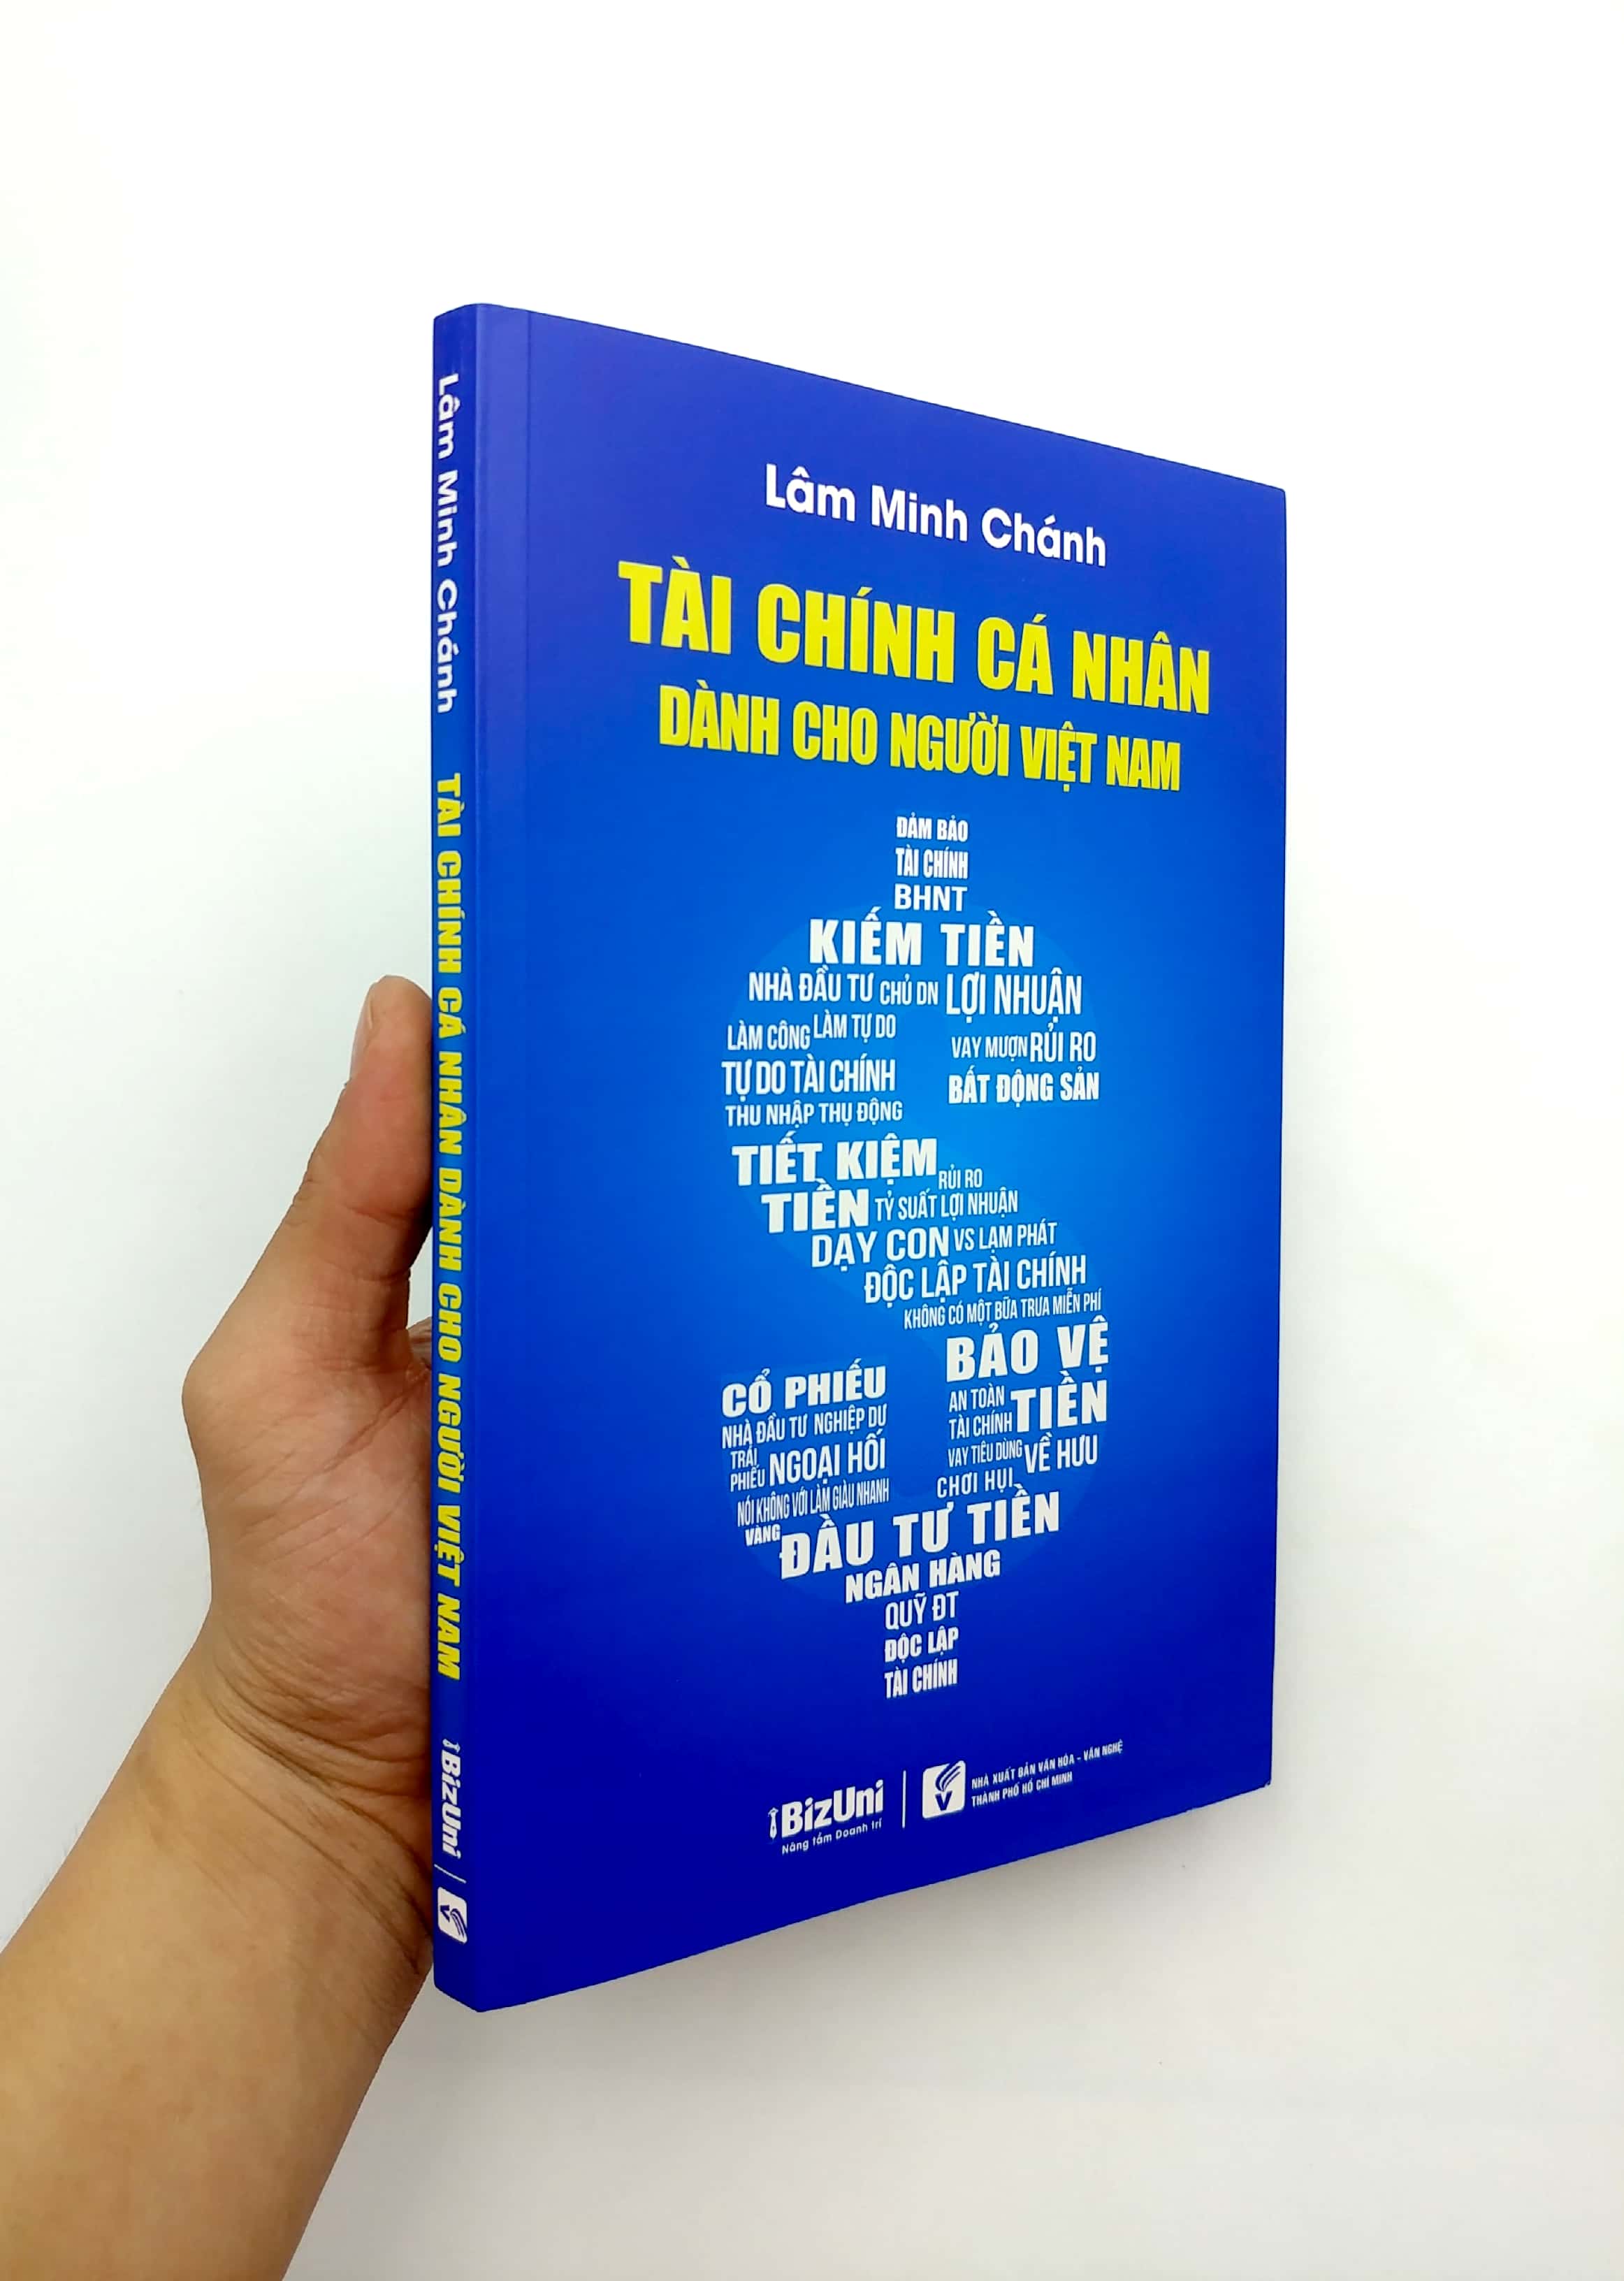 Lâm Minh Chánh
TÀI CHÍNH CÁ NHÂN
DÀNH CHO NGƯỜI VIỆT NAM
ĐẢM BẢO
TÀI CHÍNH
BHNT
KIẾM TIỀN
NHÀ ĐẦU TƯ CHỦ DN LỢI NHUẬN
LÀM CÔNG LÀM TỰ DO
VAY MƯỢN RỦI RO
TỰ DO TÀI CHÍNH
BẤT ĐỘNG SẢN
THU NHẬP THỤ ĐỘNG
TIẾT KIỆM RỦI RO
TIỀN TỶ SUẤT LỢI NHUẬN
DẠY CON VS LẠM PHÁT
ĐỘC LẬP TÀI CHÍNH
KHÔNG CÓ MỘT BỮA TRƯA MIỄN PHÍ
BẢO VỆ
TIỀN
AN TOÀN
TÀI CHÍNH
VAY TIÊU DÙNG VỀ HƯU
CHƠI HỤI
CỔ PHIẾU
NHÀ ĐẦU TƯ NGHIỆP DƯ
TRÁI
PHIẾU NGOẠI HỐI
NÓI KHÔNG VỚI LÀM GIÀU NHANH
VÀNG
ĐẦU TƯ TIỀN
NGÂN HÀNG
QUỸ ĐT
ĐỘC LẬP
TÀI CHÍNH
BizUni
Nâng tầm Doanh trí
V
NHÀ XUẤT BẢN VĂN HÓA - VĂN NGHỆ
THÀNH PHỐ HỒ CHÍ MINH
Lâm Minh Chánh TÀI CHÍNH CÁ NHÂN DÀNH CHO NGƯỜI VIỆT NAM BizUni V